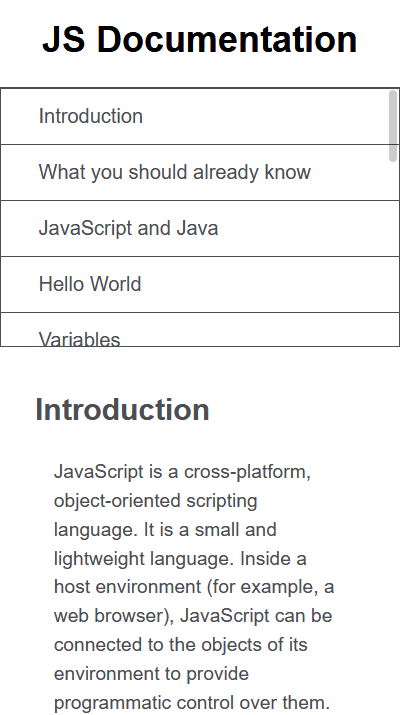 JS Documentation
Introduction
What you should already know
JavaScript and Java
Hello World
Variables
Introduction
JavaScript is a cross-platform,
object-oriented scripting
language. It is a small and
lightweight language. Inside a
host environment (for example, a
web browser), JavaScript can be
connected to the objects of its
environment to provide
programmatic control over them.